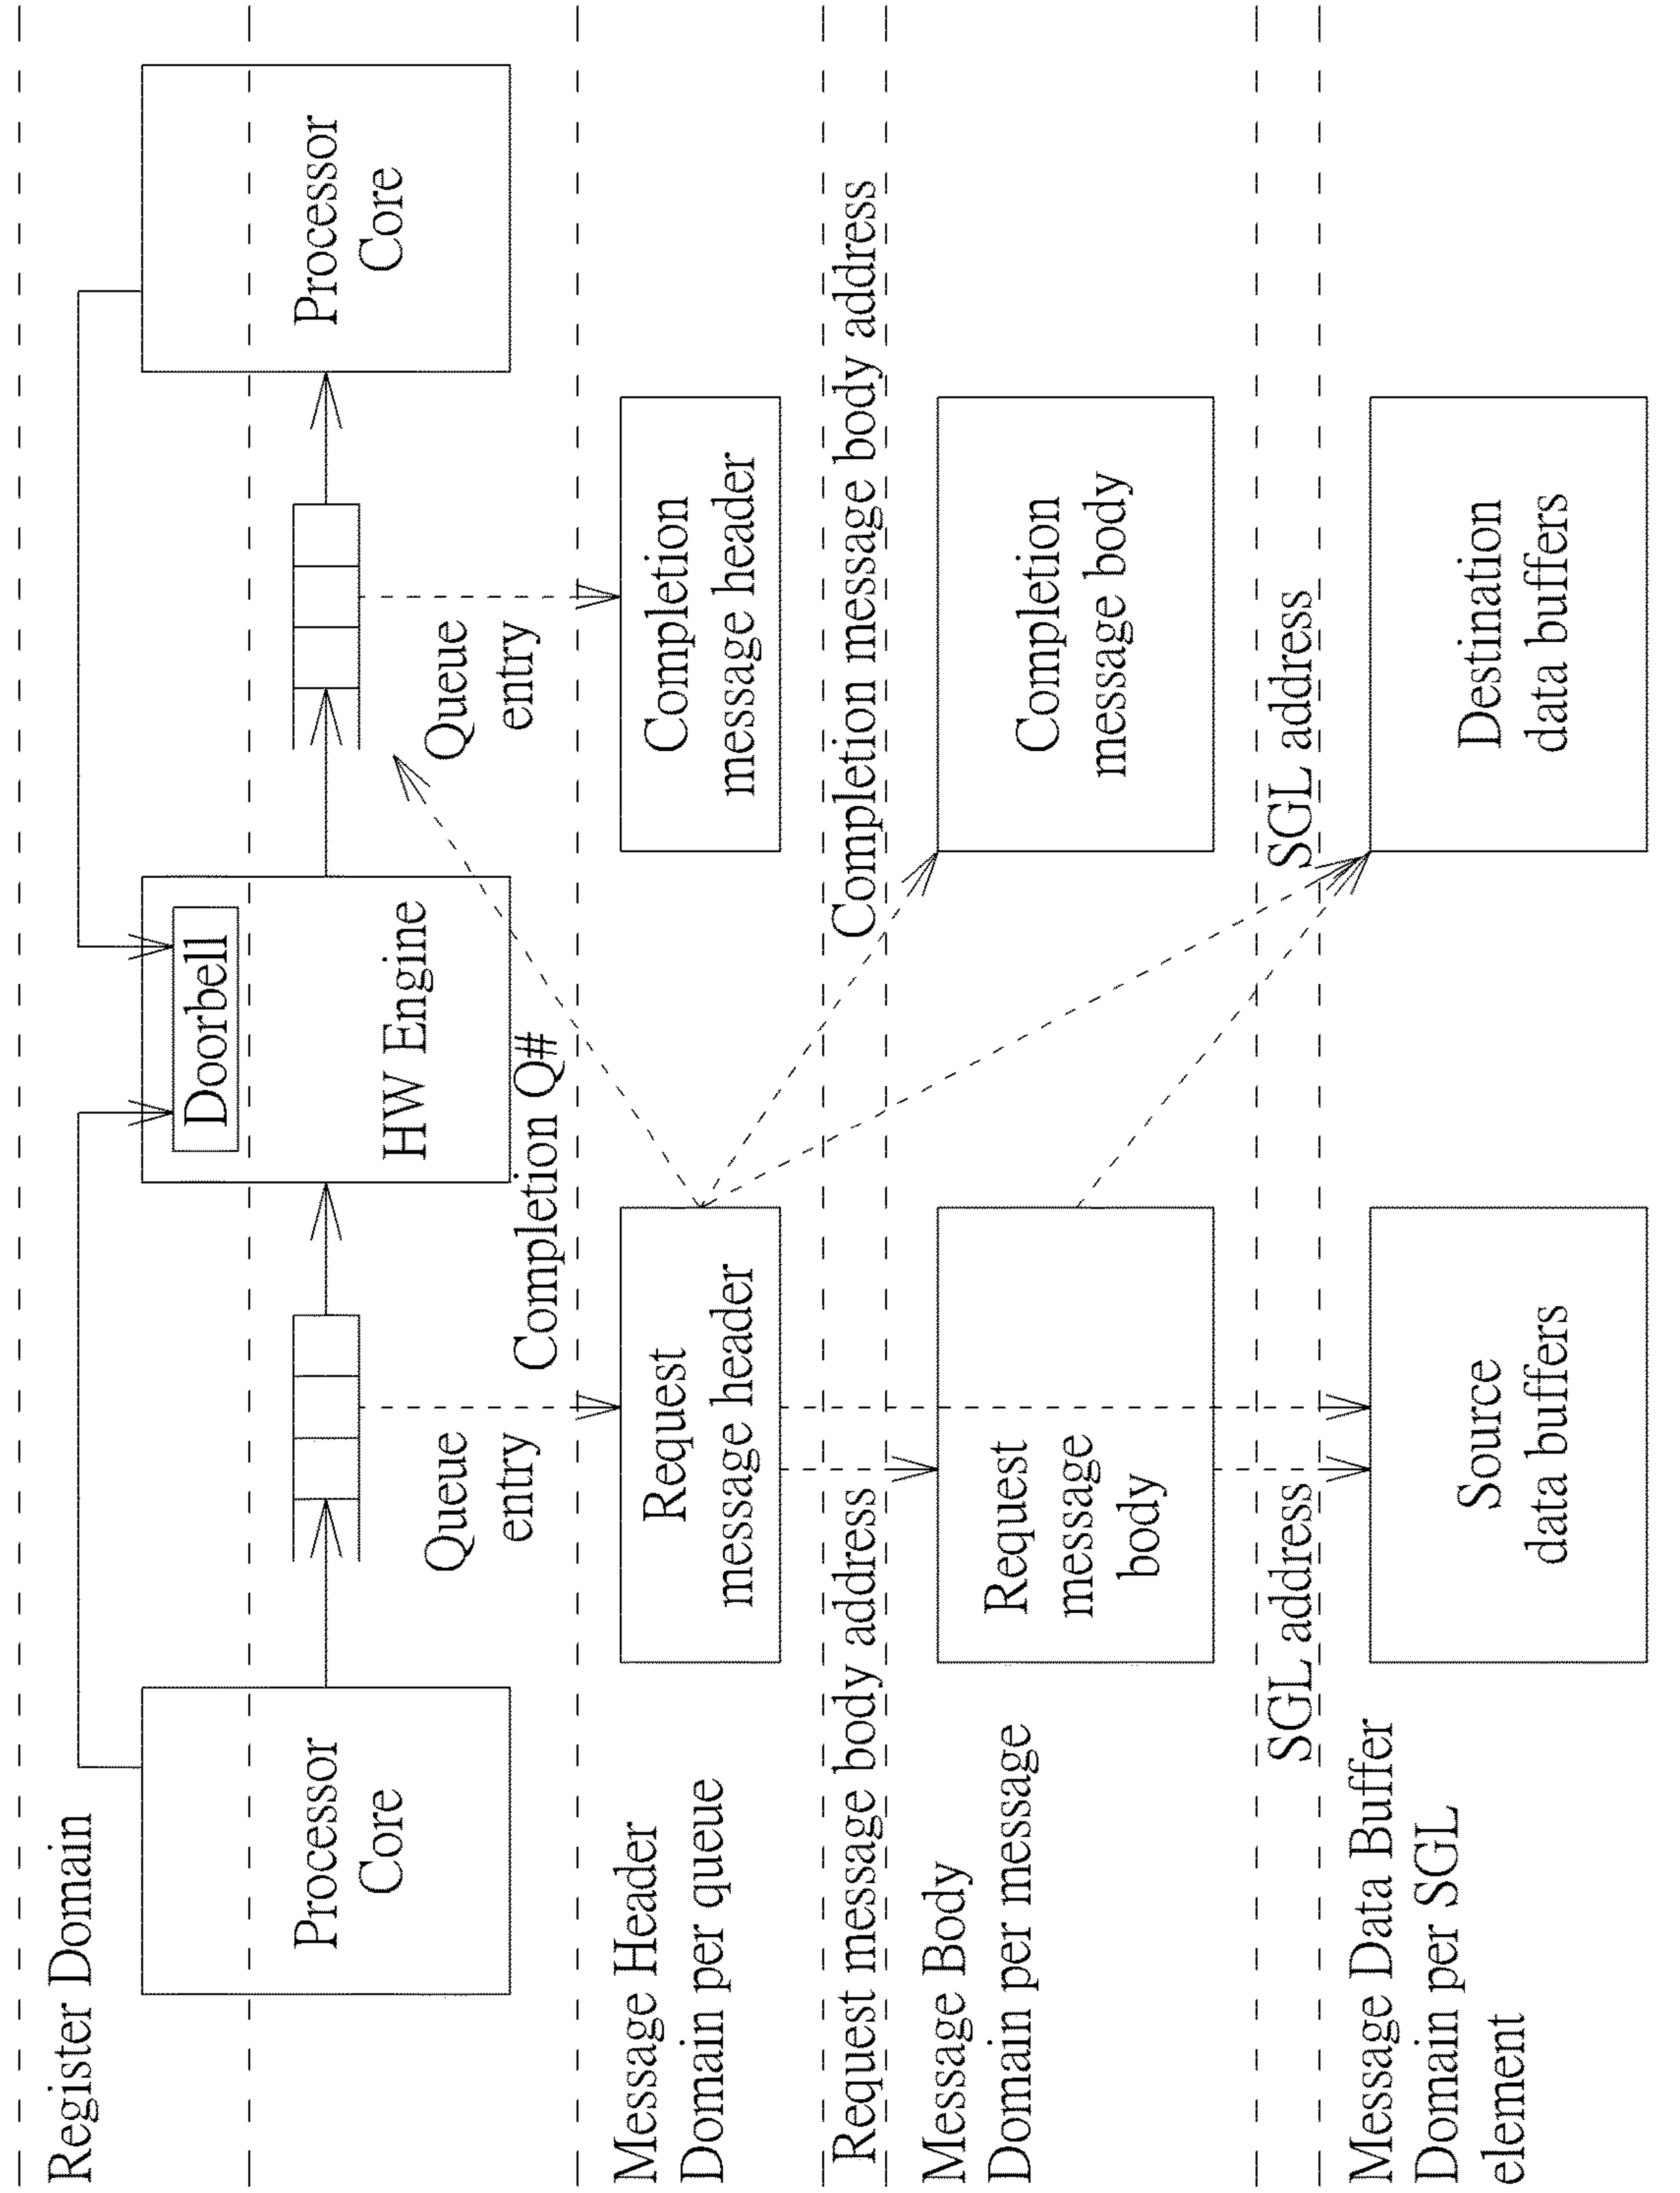 Register Domain
Doorbell
Processor
Core
HW Engine
Processor
Core
Queue
entry
Completion Q#
Queue
entry
Message Header
Domain per queue
Request
message header
Completion
message header
Request message body address
Completion message body address
Message Body
Domain per message
Request
message
body
Completion
message body
SGL address
SGL address
Message Data Buffer
Domain per SGL
element
Source
data buffers
Destination
data buffers